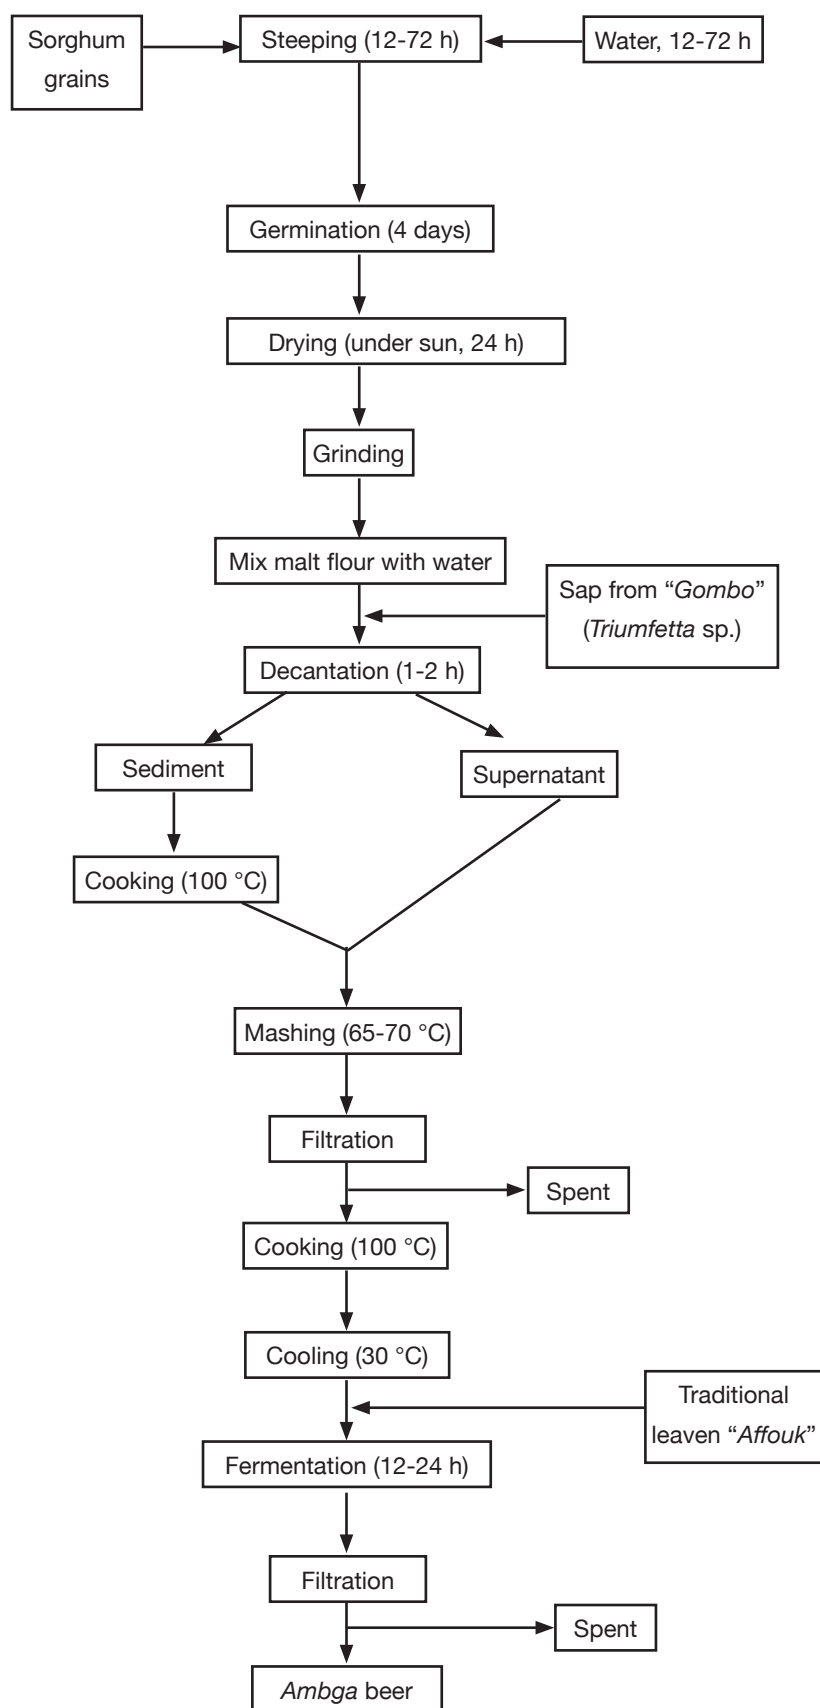 Sorghum
grains
Steeping (12-72 h)
Water, 12-72 h
Germination (4 days)
Drying (under sun, 24 h)
Grinding
Mix malt flour with water
Sap from “Gombo”
(Triumfetta sp.)
Decantation (1-2 h)
Sediment
Supernatant
Cooking (100 °C)
Mashing (65-70 °C)
Filtration
Spent
Cooking (100 °C)
Cooling (30 °C)
Traditional
leaven “Affouk”
Fermentation (12-24 h)
Filtration
Spent
Ambga beer